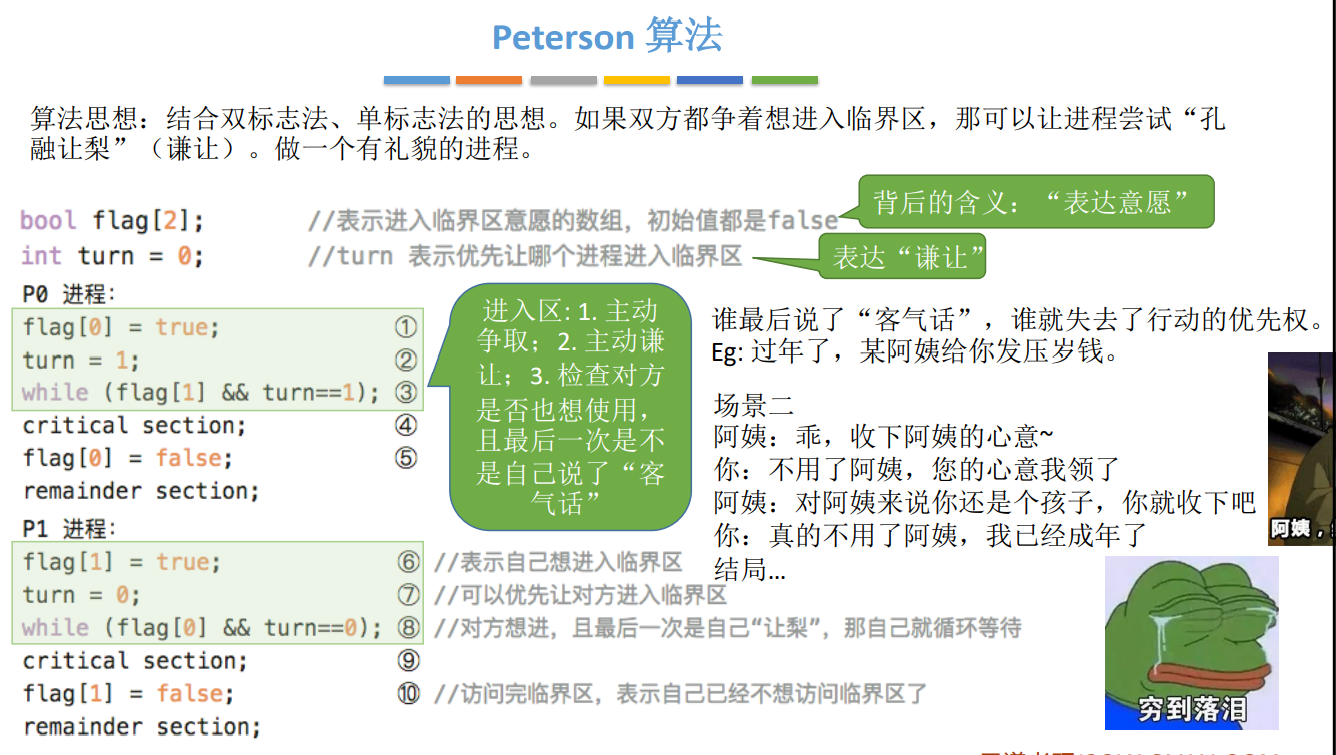 Peterson 算法
算法思想：结合双标志法、单标志法的思想。如果双方都争着想进入临界区，那可以让进程尝试“孔
融让梨”（谦让）。做一个有礼貌的进程。
bool flag[2]; //表示进入临界区意愿的数组，初始值都是false
背后的含义：“表达意愿”
int turn = 0; //turn 表示优先让哪个进程进入临界区
表达“谦让”
P0 进程：
flag[0] = true; ①
turn = 1; ②
while (flag[1] && turn==1); ③
critical section; ④
flag[0] = false; ⑤
remainder section;
进入区: 1. 主动
争取；2. 主动谦
让；3. 检查对方
是否也想使用，
且最后一次是不
是自己说了“客
气话”
谁最后说了“客气话”，谁就失去了行动的优先权。
Eg: 过年了，某阿姨给你发压岁钱。
场景二
阿姨：乖，收下阿姨的心意~
你：不用了阿姨，您的心意我领了
阿姨：对阿姨来说你还是个孩子，你就收下吧
你：真的不用了阿姨，我已经成年了
结局…
阿姨，
P1 进程：
flag[1] = true; ⑥ //表示自己想进入临界区
turn = 0; ⑦ //可以优先让对方进入临界区
while (flag[0] && turn==0); ⑧ //对方想进，且最后一次是自己“让梨”，那自己就循环等待
critical section; ⑨
flag[1] = false; ⑩ //访问完临界区，表示自己已经不想访问临界区了
remainder section;
穷到落泪